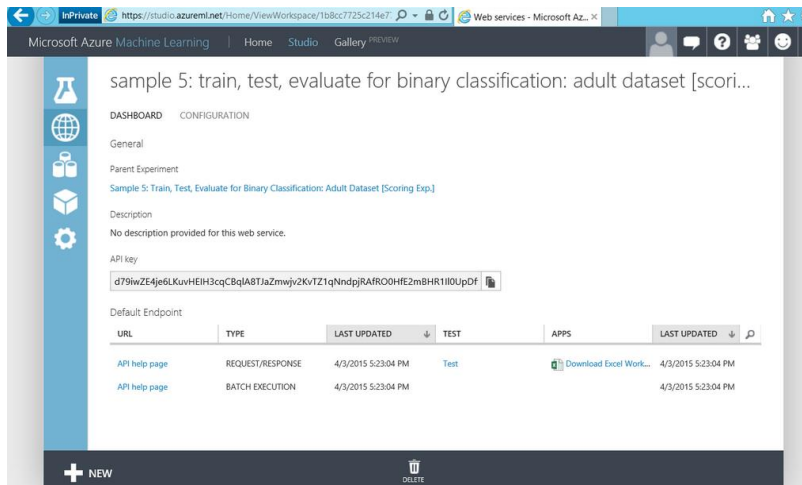 InPrivate https://studio.azureml.net/Home/ViewWorkspace/1b8cc7725c214e7 Web services - Microsoft Az... ×
Microsoft Azure Machine Learning | Home Studio Gallery PREVIEW
sample 5: train, test, evaluate for binary classification: adult dataset [scori...
DASHBOARD CONFIGURATION
General
Parent Experiment
Sample 5: Train, Test, Evaluate for Binary Classification: Adult Dataset [Scoring Exp.]
Description
No description provided for this web service.
API key
d79iwZE4je6LKuvHEIH3cqCBqlA8TJaZmwjv2KvTZ1qNndpjRAfRO0HfE2mBHR1Il0UpDf
Default Endpoint
URL TYPE LAST UPDATED TEST APPS LAST UPDATED
API help page REQUEST/RESPONSE 4/3/2015 5:23:04 PM Test Download Excel Work... 4/3/2015 5:23:04 PM
API help page BATCH EXECUTION 4/3/2015 5:23:04 PM 4/3/2015 5:23:04 PM
NEW DELETE